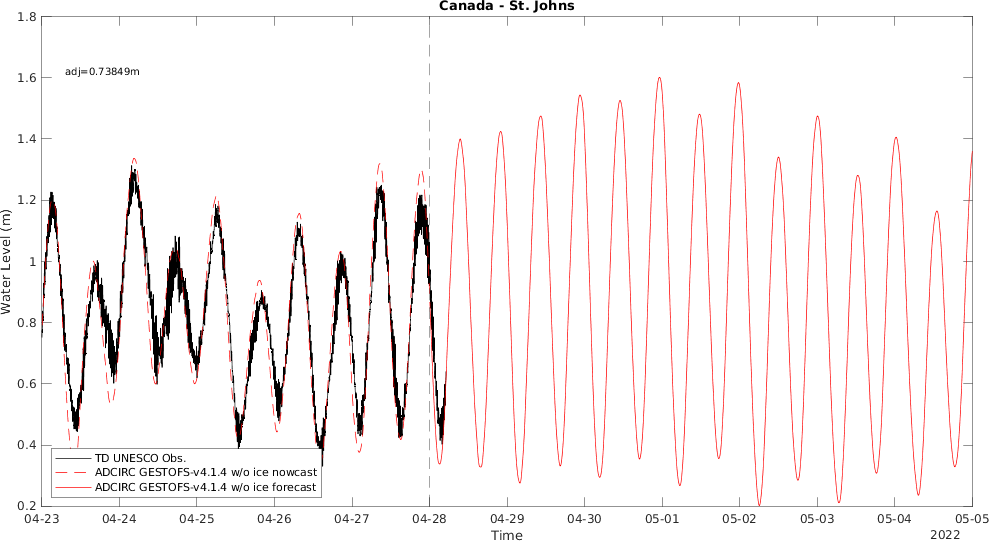 Canada - St. Johns
1.8
1.6
1.4
1.2
1
0.8
0.6
0.4
0.2
Water Level (m)
adj=0.73849m
TD UNESCO Obs.
ADCIRC GESTOFS-v4.1.4 w/o ice nowcast
ADCIRC GESTOFS-v4.1.4 w/o ice forecast
04-23 04-24 04-25 04-26 04-27 04-28 04-29 04-30 05-01 05-02 05-03 05-04 05-05
Time
2022